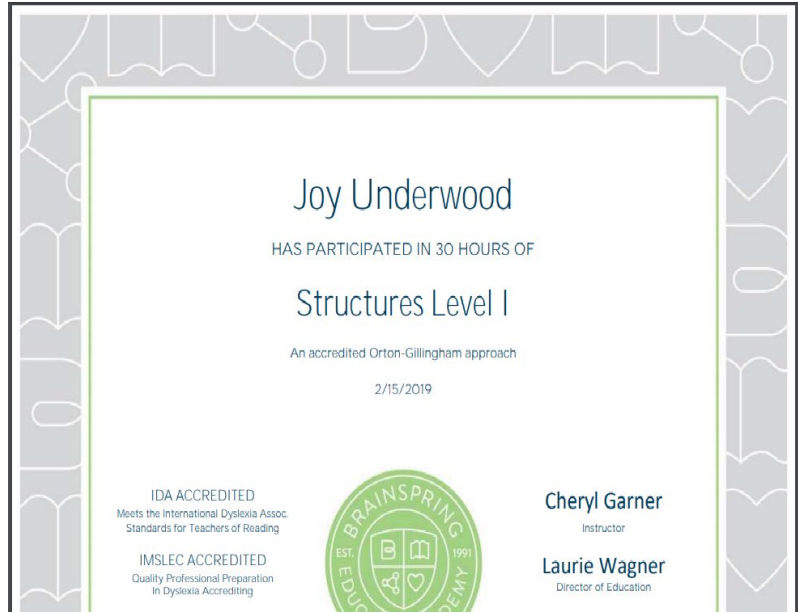 Joy Underwood
HAS PARTICIPATED IN 30 HOURS OF
Structures Level I
An accredited Orton-Gillingham approach
2/15/2019
IDA ACCREDITED
Meets the International Dyslexia Assoc.
Standards for Teachers of Reading
IMSLEC ACCREDITED
Quality Professional Preparation
In Dyslexia Accrediting
BRAINSPRING
EST.
1991
Cheryl Garner
Instructor
Laurie Wagner
Director of Education